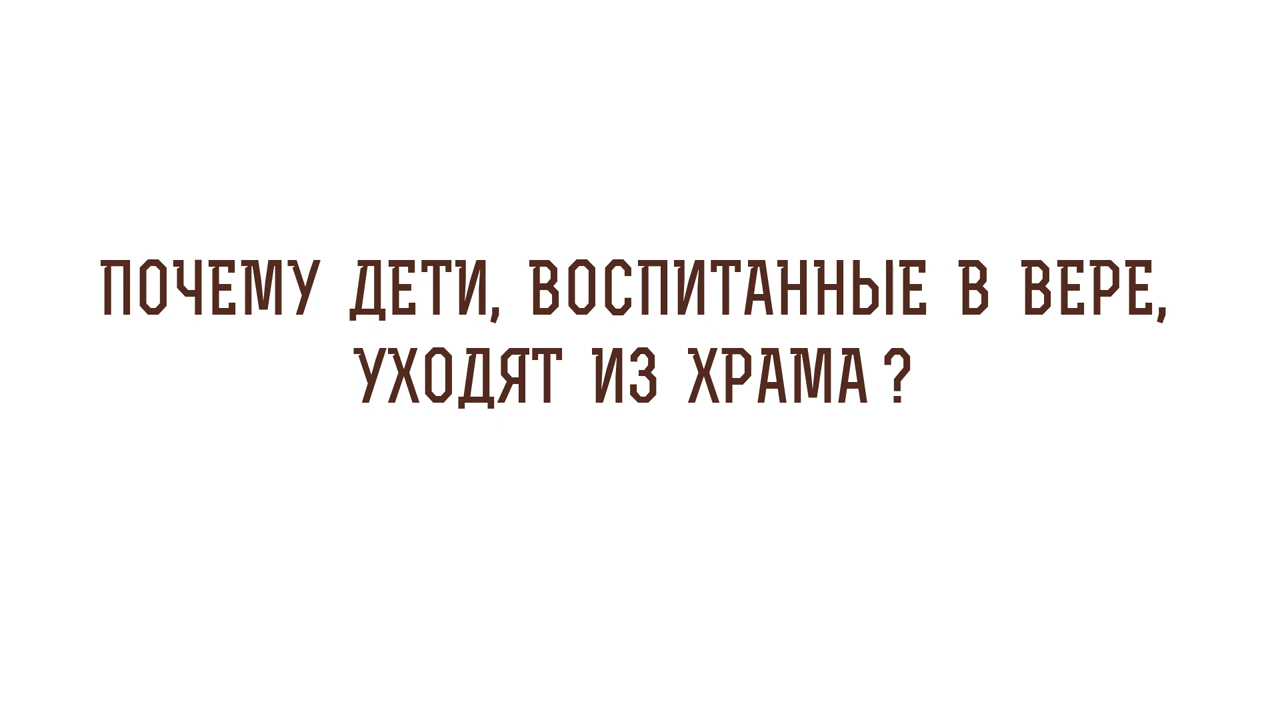 ПОЧЕМУ ДЕТИ, ВОСПИТАННЫЕ В ВЕРЕ,
УХОДЯТ ИЗ ХРАМА ?